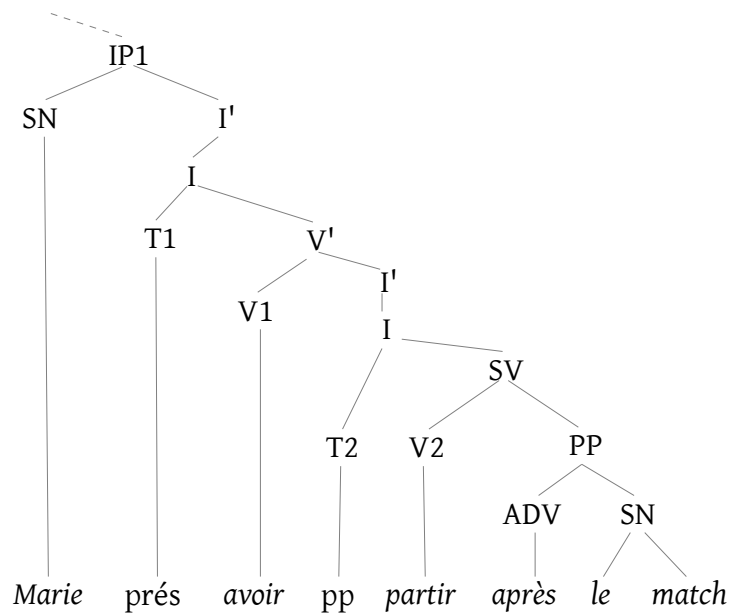 IP1
SN I'
I
T1 V'
I'
V1
I
SV
T2 V2 PP
ADV SN
Marie prés avoir pp partir après le match